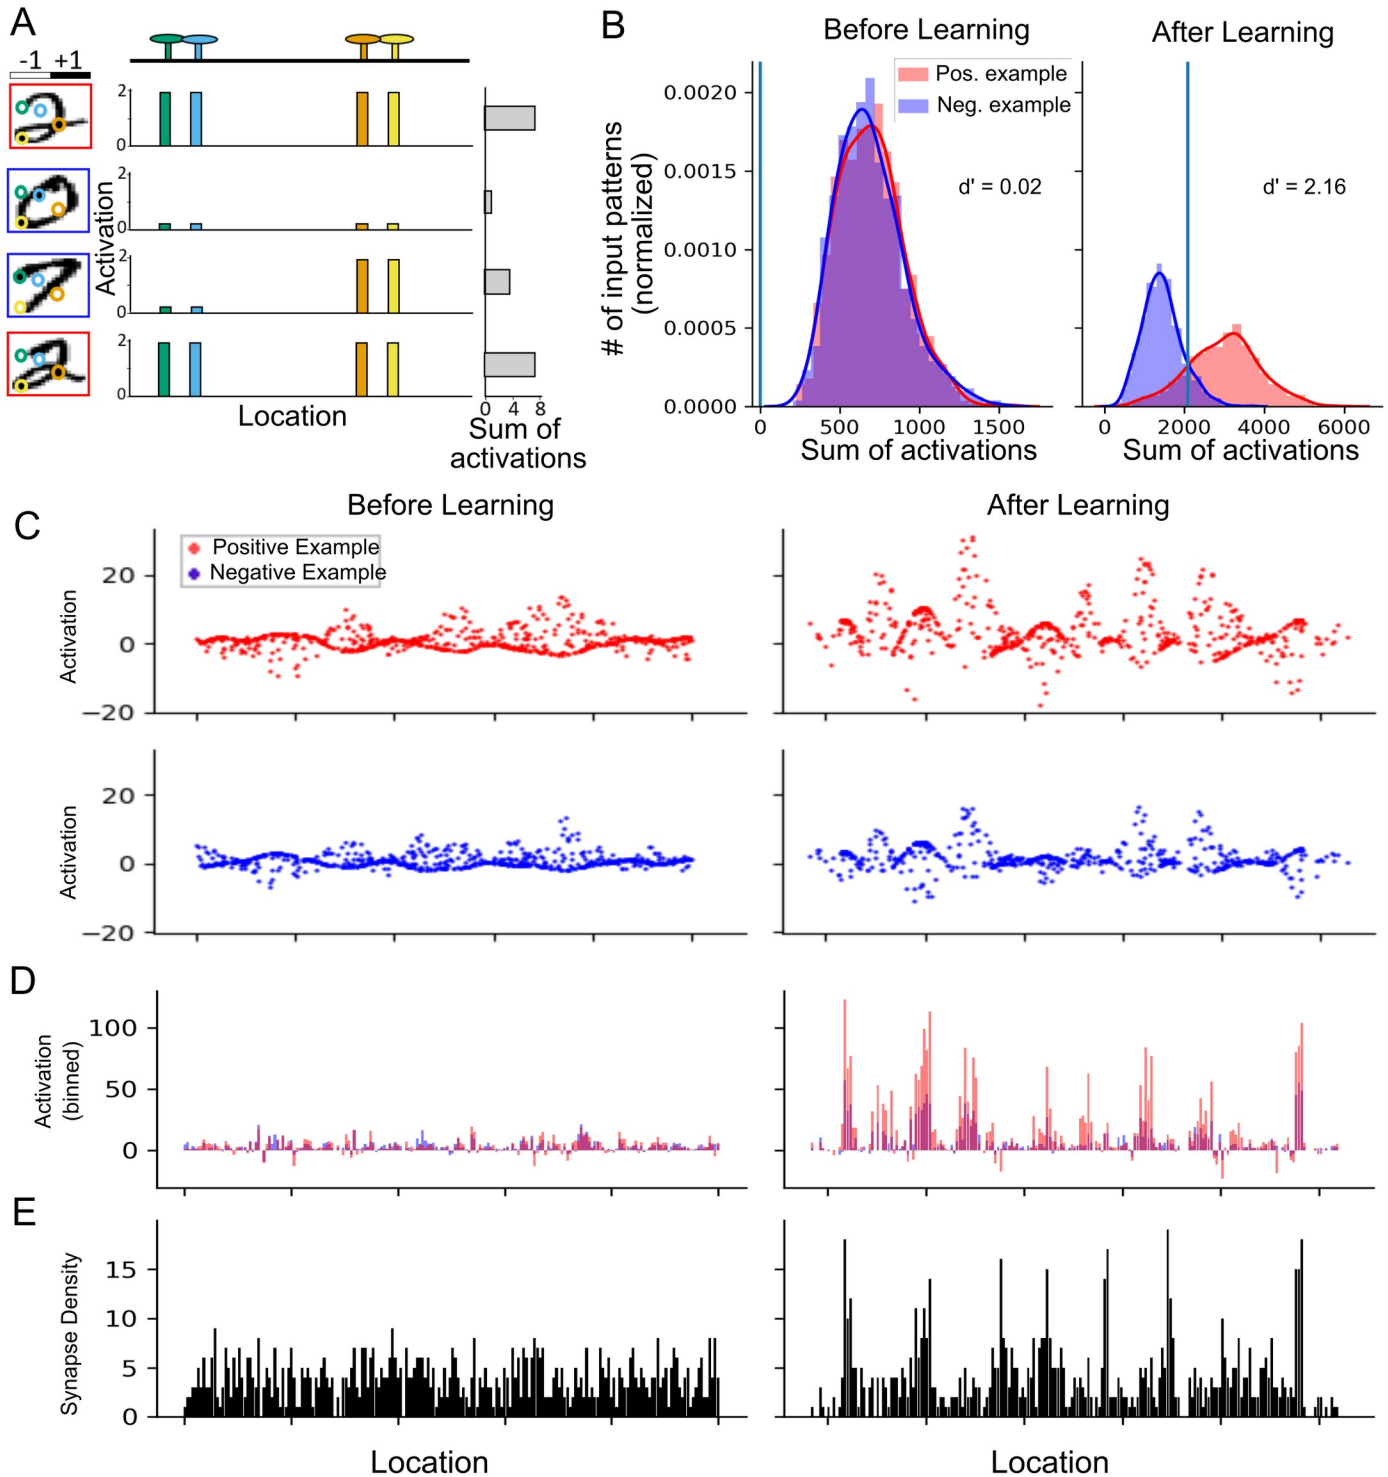 A
-1 +1
2
0
2
0
2
0
2
0
Activation
Location
0 4 8
Sum of
activations
B
Before Learning
After Learning
Pos. example
Neg. example
d' = 0.02
d' = 2.16
# of input patterns
(normalized)
0.0020
0.0015
0.0010
0.0005
0.0000
0 500 1000 1500
Sum of activations
0 2000 4000 6000
Sum of activations
C
Before Learning
After Learning
Positive Example
Negative Example
Activation
20
0
−20
Activation
20
0
−20
D
Activation
(binned)
100
50
0
E
Synapse Density
15
10
5
0
Location
Location